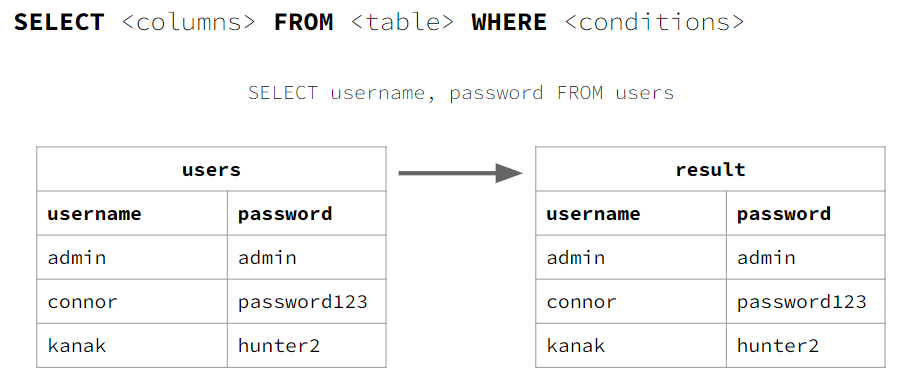 SELECT <columns> FROM <table> WHERE <conditions>
SELECT username, password FROM users
users
username password
admin admin
connor password123
kanak hunter2
result
username password
admin admin
connor password123
kanak hunter2